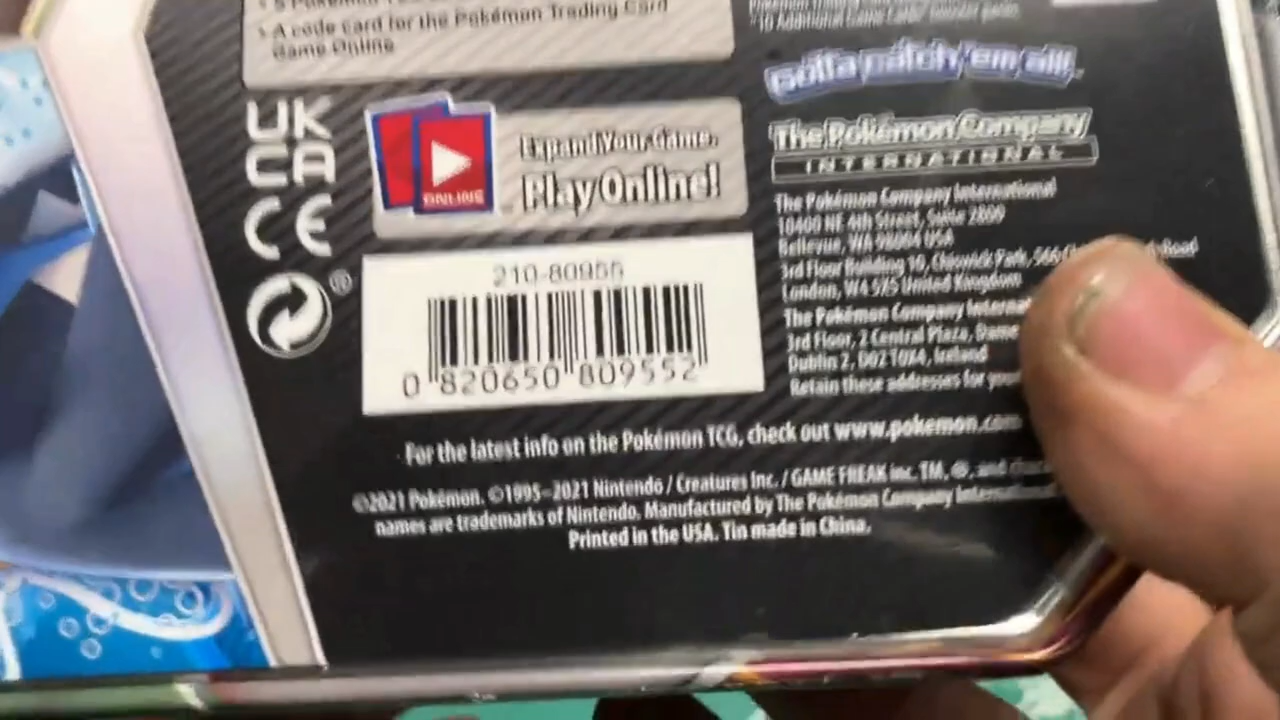 • A code card for the Pokémon Trading Card
Game Online
10 Additional Game Cards
Gotta catch 'em all!
UK
CA
CE
ONLINE
Expand Your Game.
Play Online!
The Pokémon Company
INTERNATIONAL
The Pokémon Company International
10400 NE 4th Street, Suite 2800
Bellevue, WA 98004 USA
3rd Floor Building 10, Chiswick Park, 566 Road
London, W4 5XS United Kingdom
The Pokémon Company
3rd Floor, 2 Central Plaza, Dame
Dublin 2, D02 T0X4, Ireland
Retain these addresses for your
®
210-80955
0 820650 809552
For the latest info on the Pokémon TCG, check out www.pokemon.com
©2021 Pokémon. ©1995–2021 Nintendo / Creatures Inc. / GAME FREAK inc. TM, ®, and
names are trademarks of Nintendo. Manufactured by The Pokémon Company International
Printed in the USA. Tin made in China.